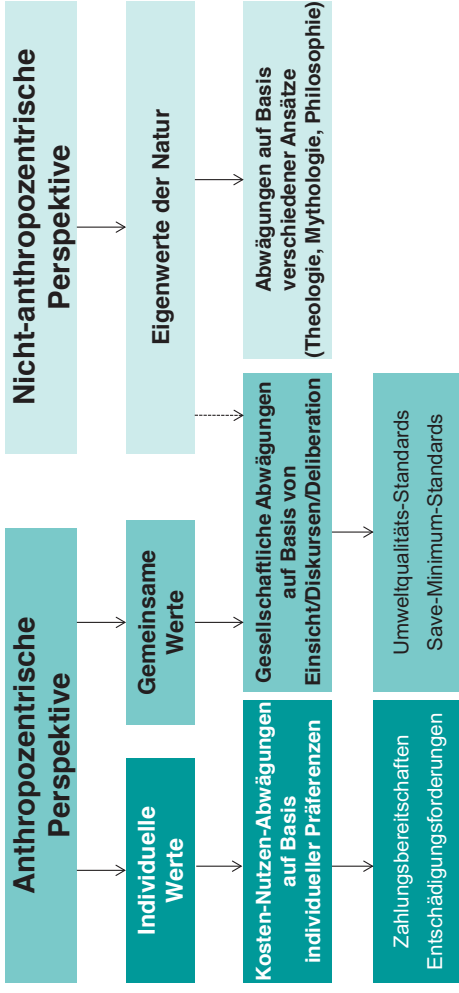 Anthropozentrische
Perspektive
Nicht-anthropozentrische
Perspektive
Individuelle
Werte
Gemeinsame
Werte
Eigenwerte der Natur
Kosten-Nutzen-Abwägungen
auf Basis
individueller Präferenzen
Gesellschaftliche Abwägungen
auf Basis von
Einsicht/Diskursen/Deliberation
Abwägungen auf Basis
verschiedener Ansätze
(Theologie, Mythologie, Philosophie)
Zahlungsbereitschaften
Entschädigungsforderungen
Umweltqualitäts-Standards
Save-Minimum-Standards